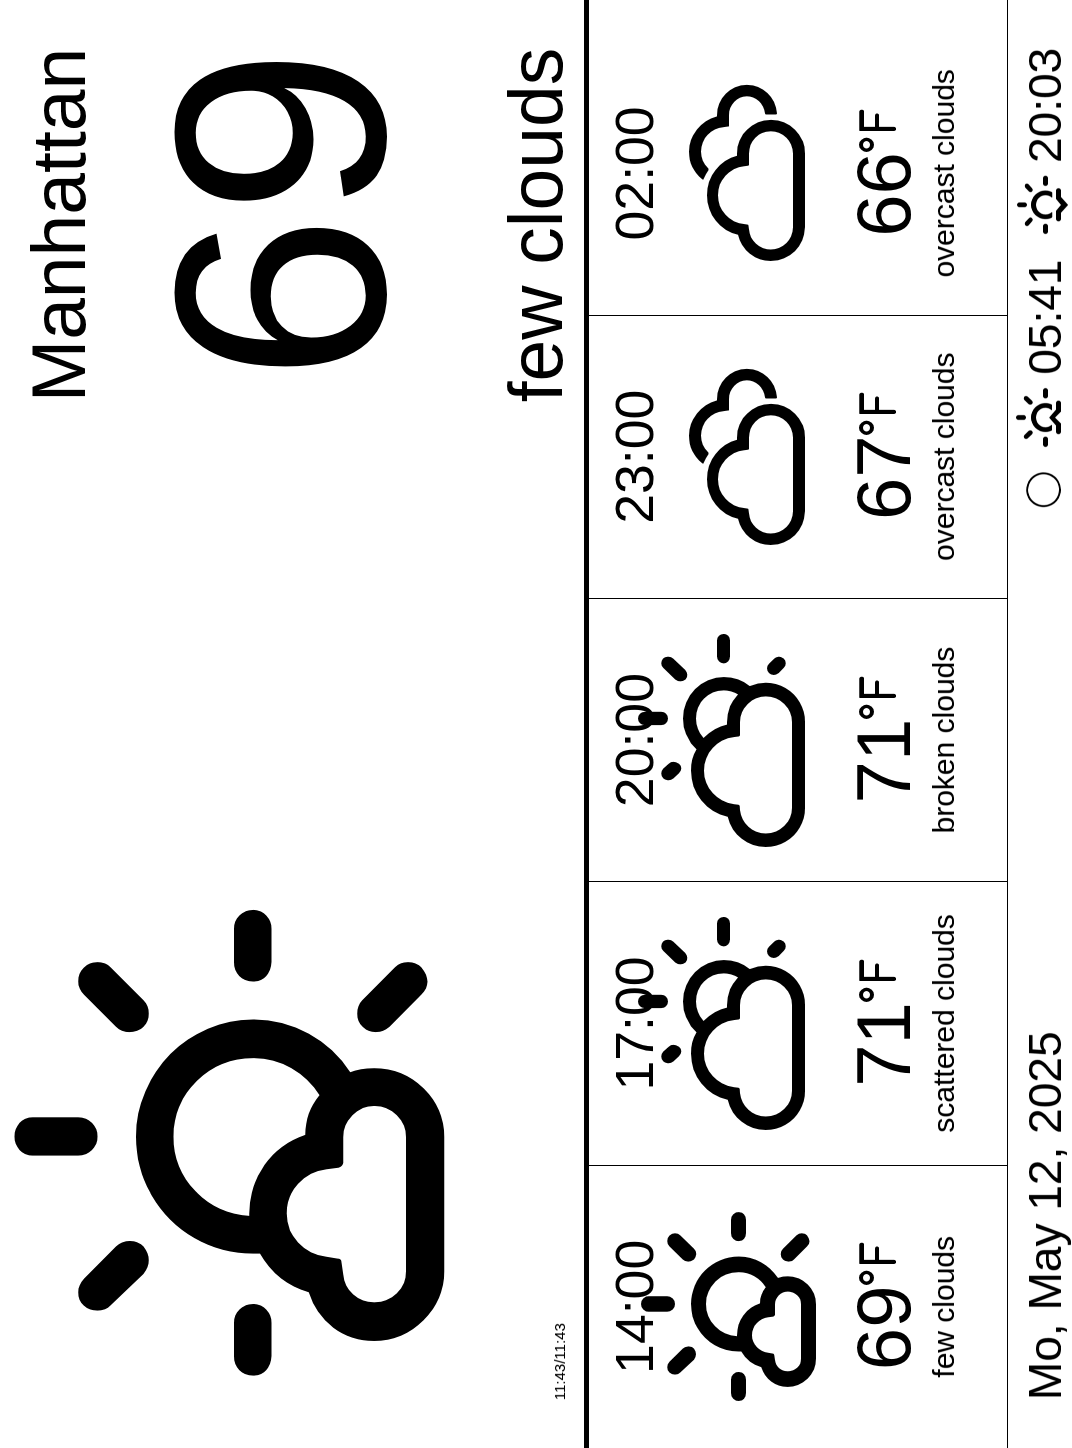 Manhattan
69
few clouds
11:43/11:43
14:00
69°F
few clouds
17:00
71°F
scattered clouds
20:00
71°F
broken clouds
23:00
67°F
overcast clouds
02:00
66°F
overcast clouds
Mo, May 12, 2025 05:41 20:03